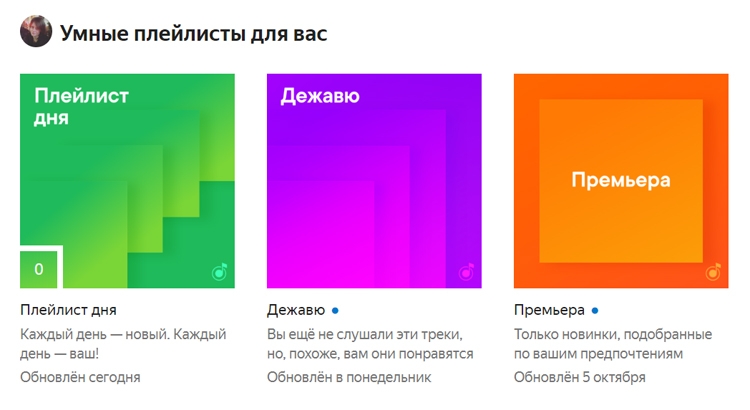 Умные плейлисты для вас
Плейлист
дня
0
Дежавю
Премьера
Плейлист дня
Каждый день — новый. Каждый
день — ваш!
Обновлён сегодня
Дежавю
Вы ещё не слушали эти треки,
но, похоже, вам они понравятся
Обновлён в понедельник
Премьера
Только новинки, подобранные
по вашим предпочтениям
Обновлён 5 октября